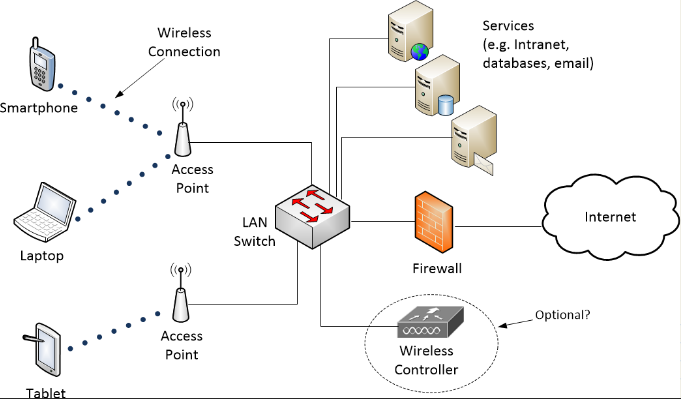 Wireless
Connection
Services
(e.g. Intranet,
databases, email)
Smartphone
Access
Point
LAN
Switch
Internet
Laptop
Firewall
Optional?
Access
Point
Wireless
Controller
Tablet